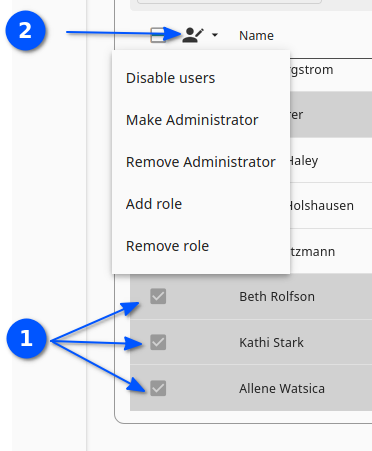 2
Name
gstrom
Disable users
rer
Make Administrator
Haley
Remove Administrator
Holshausen
Add role
tzmann
Remove role
Beth Rolfson
1
Kathi Stark
Allene Watsica